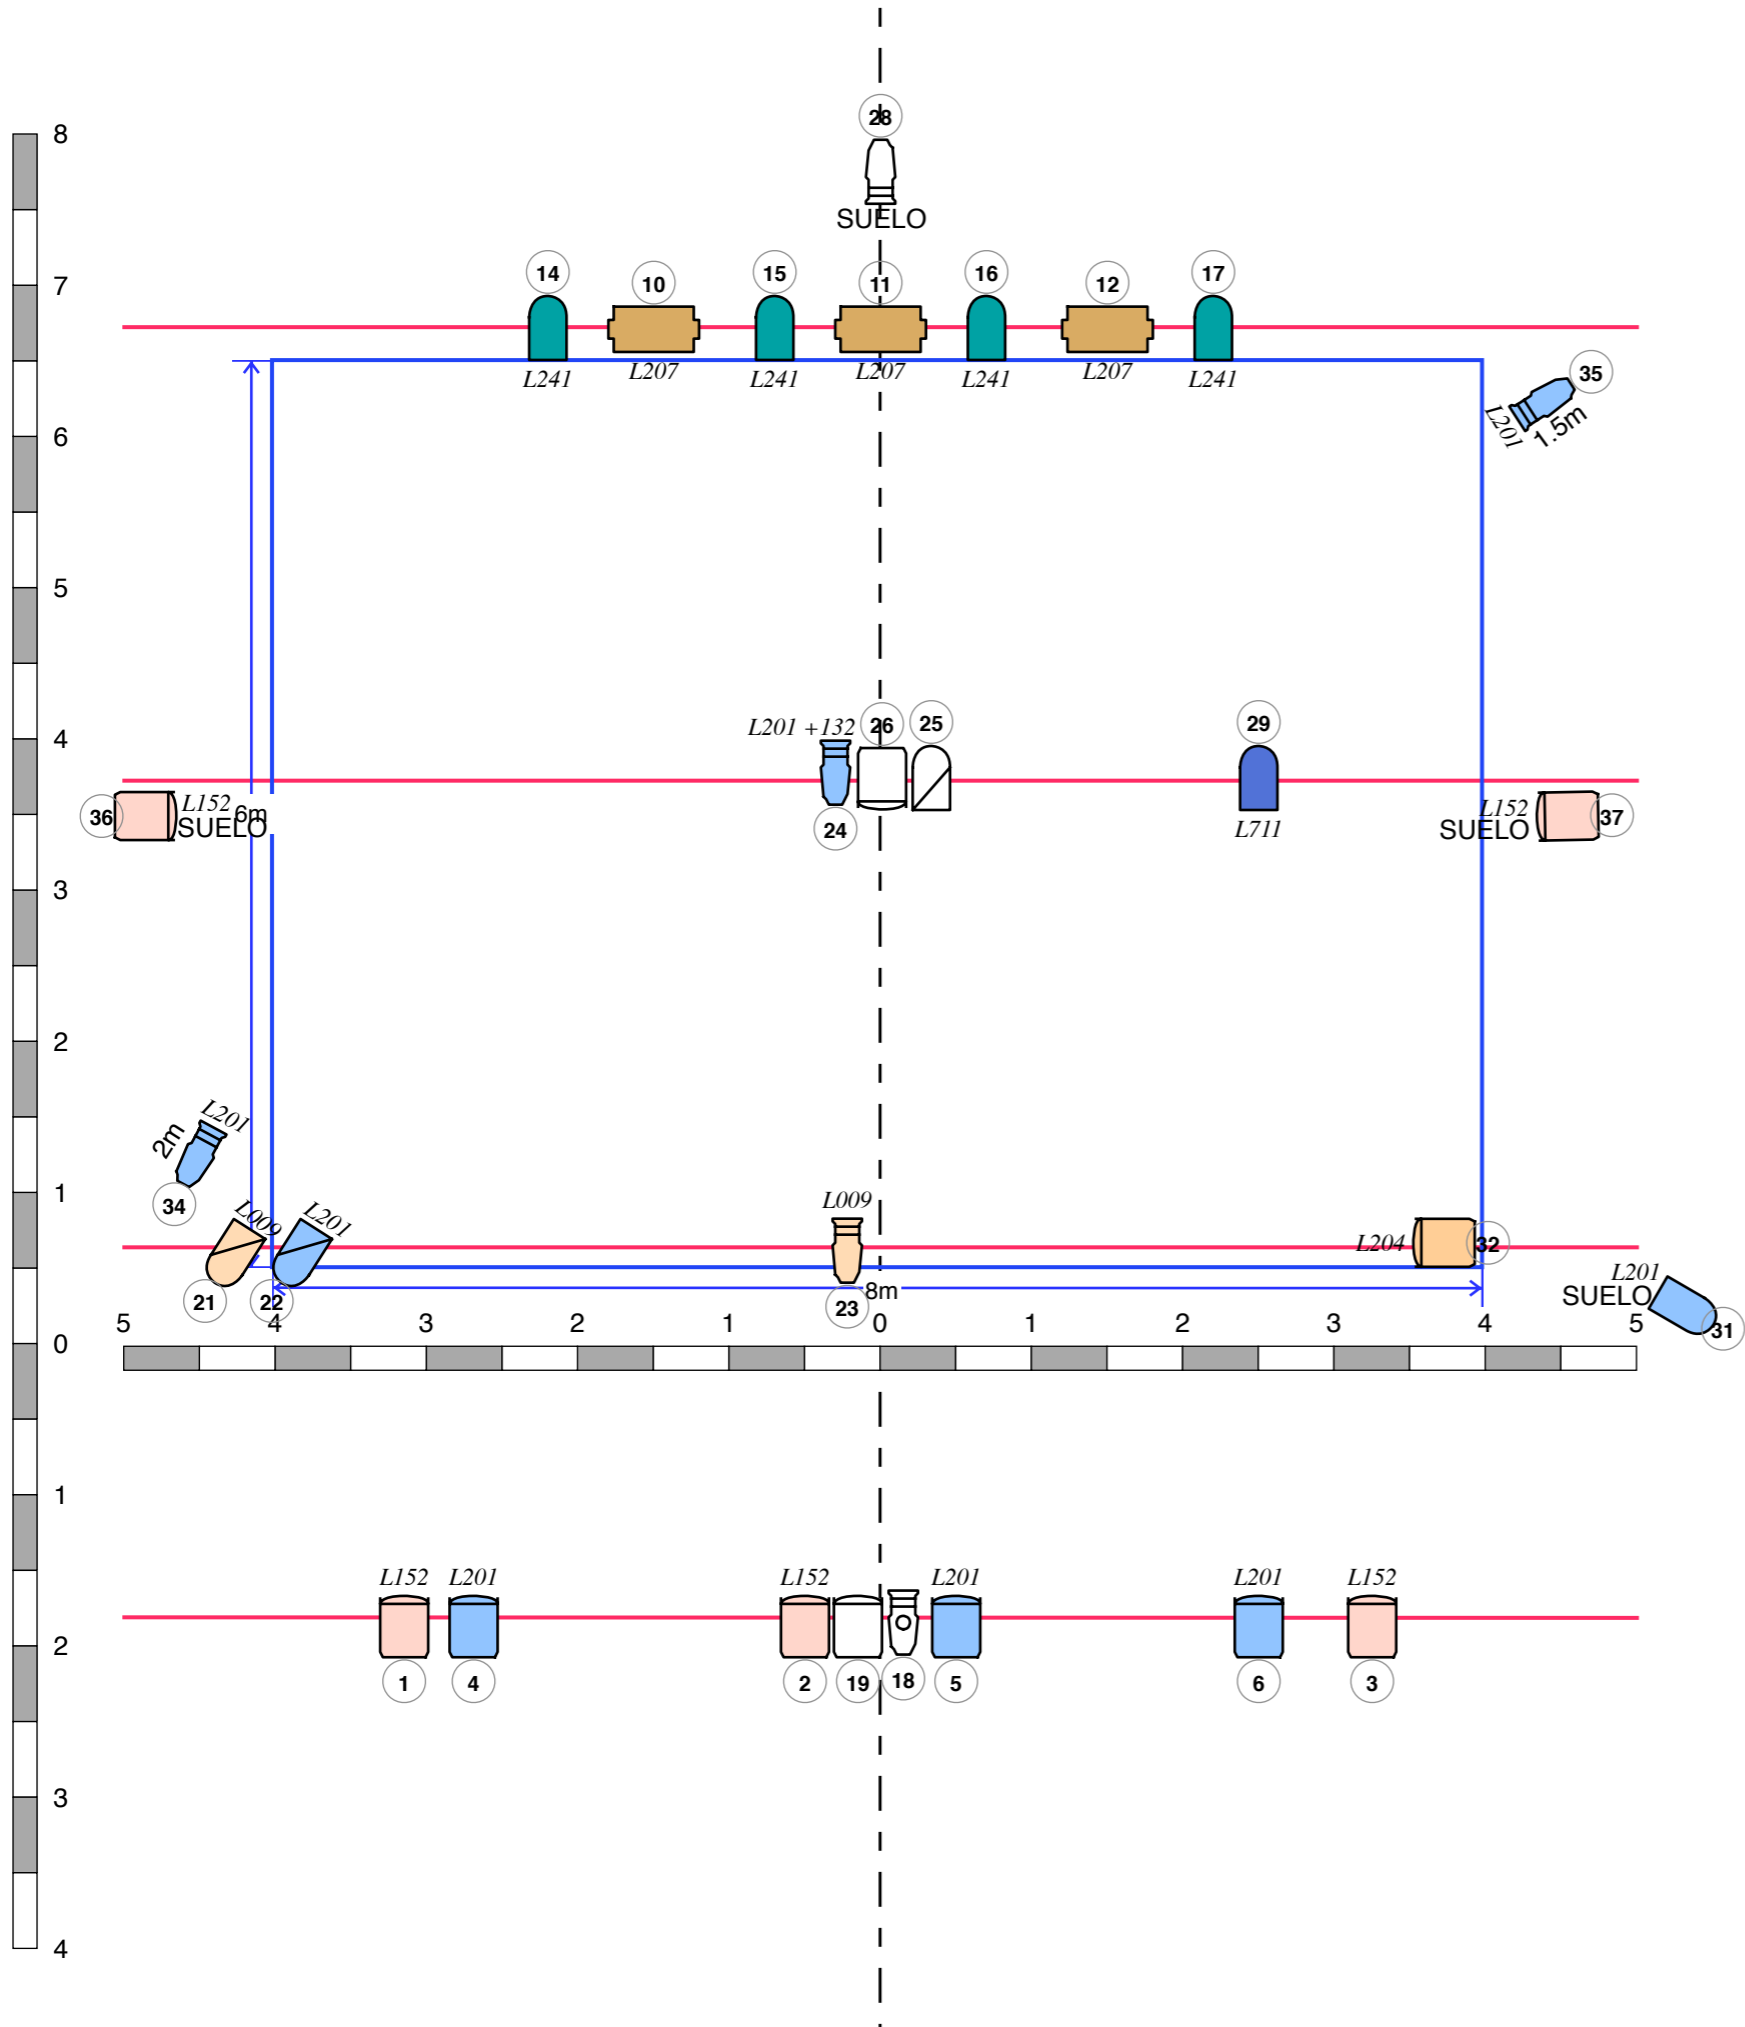 28
8
SUELO
14 10 15 11 16 12 17
7
L241 L207 L241 L207 L241 L207 L241
35
L201
1.5m
6
5
L201 +132 26 25 29
4
36 L152 6m
SUELO
24
L711
L152 37
SUELO
3
2
L201
2m
34
1
L009 L201 L009
L204 32
21 22 23 8m
L201
SUELO
31
5 4 3 2 1 0 1 2 3 4 5
0
1
L152 L201 L152 L201 L201 L152
2
1 4 2 19 18 5 6 3
3
4